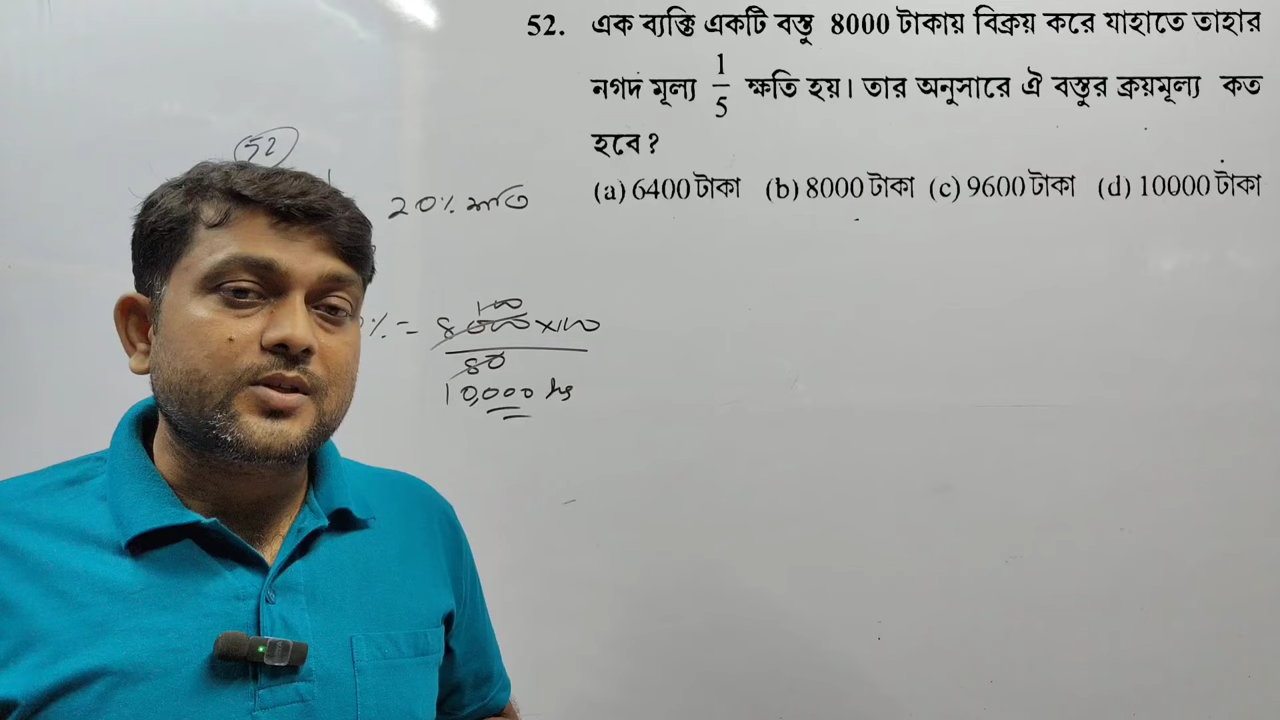 52. এক ব্যক্তি একটি বস্তু 8000 টাকায় বিক্রয় করে যাহাতে তাহার
নগদ মূল্য 1/5 ক্ষতি হয়। তার অনুসারে ঐ বস্তুর ক্রয়মূল্য কত
হবে?
(a) 6400 টাকা (b) 8000 টাকা (c) 9600 টাকা (d) 10000 টাকা
52
20% ক্ষতি
% = 8000 × 100
100
80
10,000